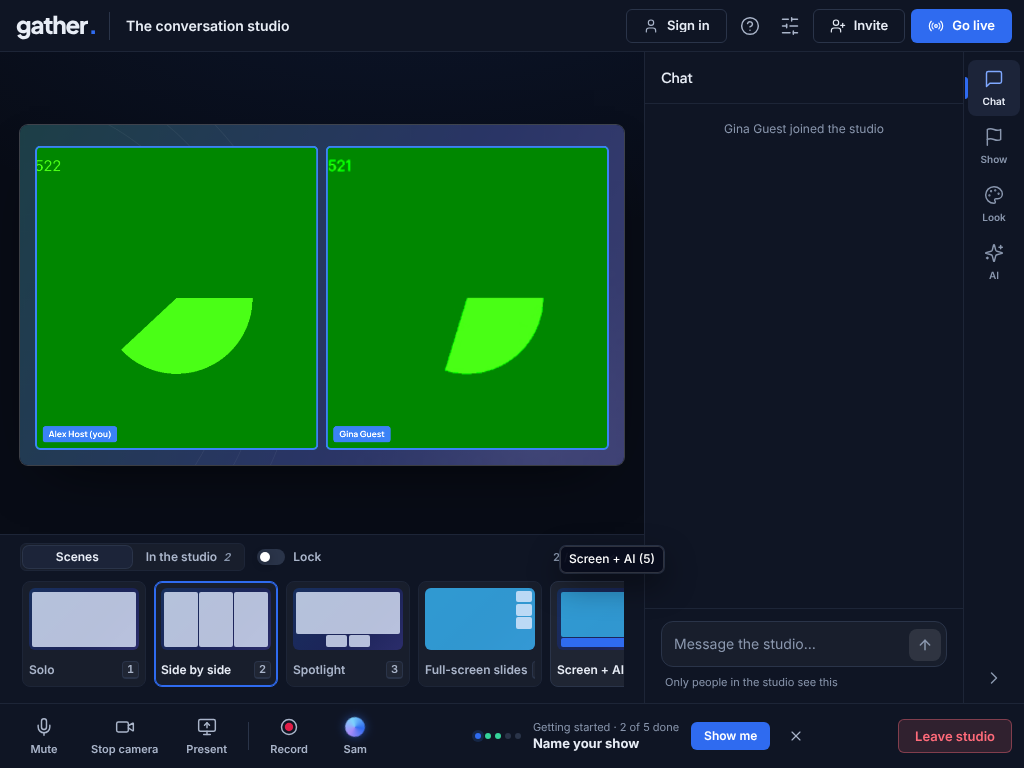 gather.
The conversation studio
Sign in
Invite
Go live
522
521
Alex Host (you)
Gina Guest
Chat
Gina Guest joined the studio
Chat
Show
Look
AI
Scenes
In the studio 2
Lock
2
Screen + AI (5)
Solo 1
Side by side 2
Spotlight 3
Full-screen slides
Screen + AI
Message the studio...
Only people in the studio see this
Mute
Stop camera
Present
Record
Sam
Getting started · 2 of 5 done
Name your show
Show me
Leave studio